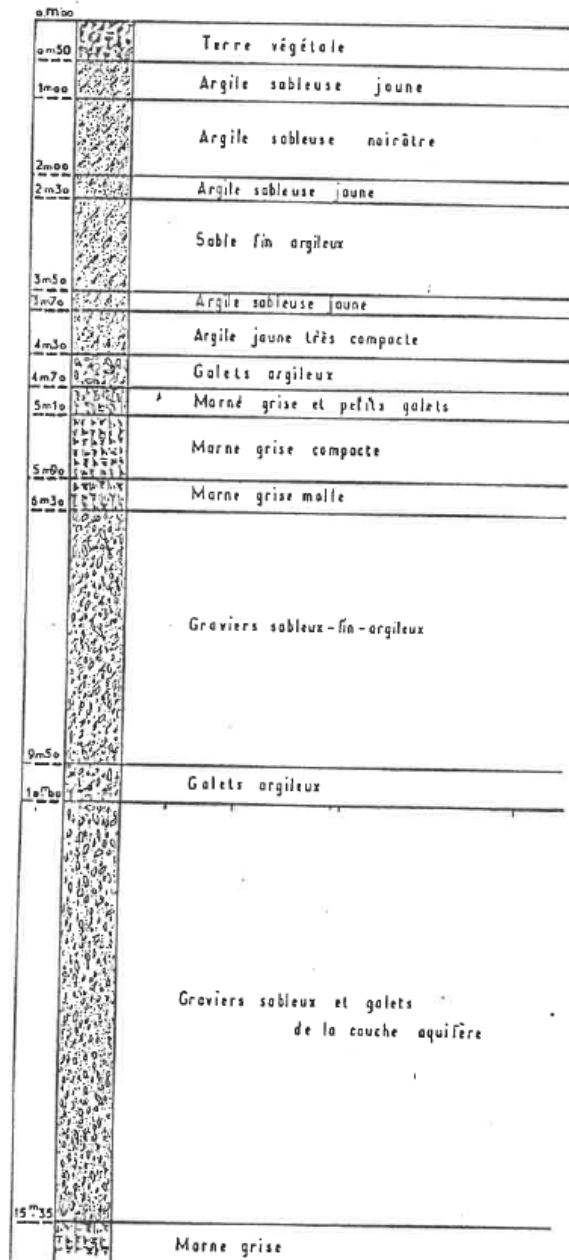 0m00
Terre végétale
0m50
Argile sableuse jaune
1m00
Argile sableuse noirâtre
2m00
Argile sableuse jaune
2m30
Sable fin argileux
3m50
Argile sableuse jaune
3m70
Argile jaune très compacte
4m30
Galets argileux
4m70
Marne grise et petits galets
5m10
Marne grise compacte
Marne grise molle
6m30
Graviers sableux-fin-argileux
9m50
Galets argileux
10m00
Graviers sableux et galets
de la couche aquifère
15m35
Marne grise